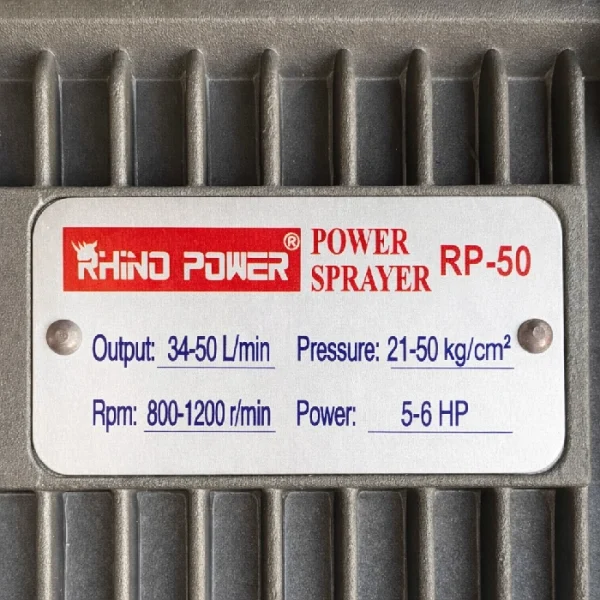 RHINO POWER® POWER SPRAYER RP-50
Output: 34-50 L/min Pressure: 21-50 kg/cm²
Rpm: 800-1200 r/min Power: 5-6 HP